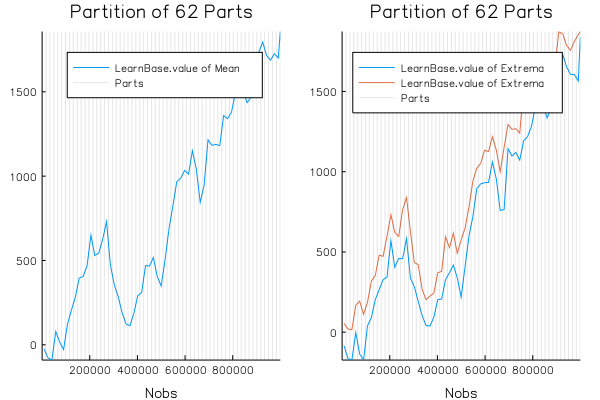 Partition of 62 Parts
LearnBase.value of Mean
Parts
1500
1000
500
0
200000 400000 600000 800000
Nobs
Partition of 62 Parts
LearnBase.value of Extrema
LearnBase.value of Extrema
Parts
1500
1000
500
0
200000 400000 600000 800000
Nobs